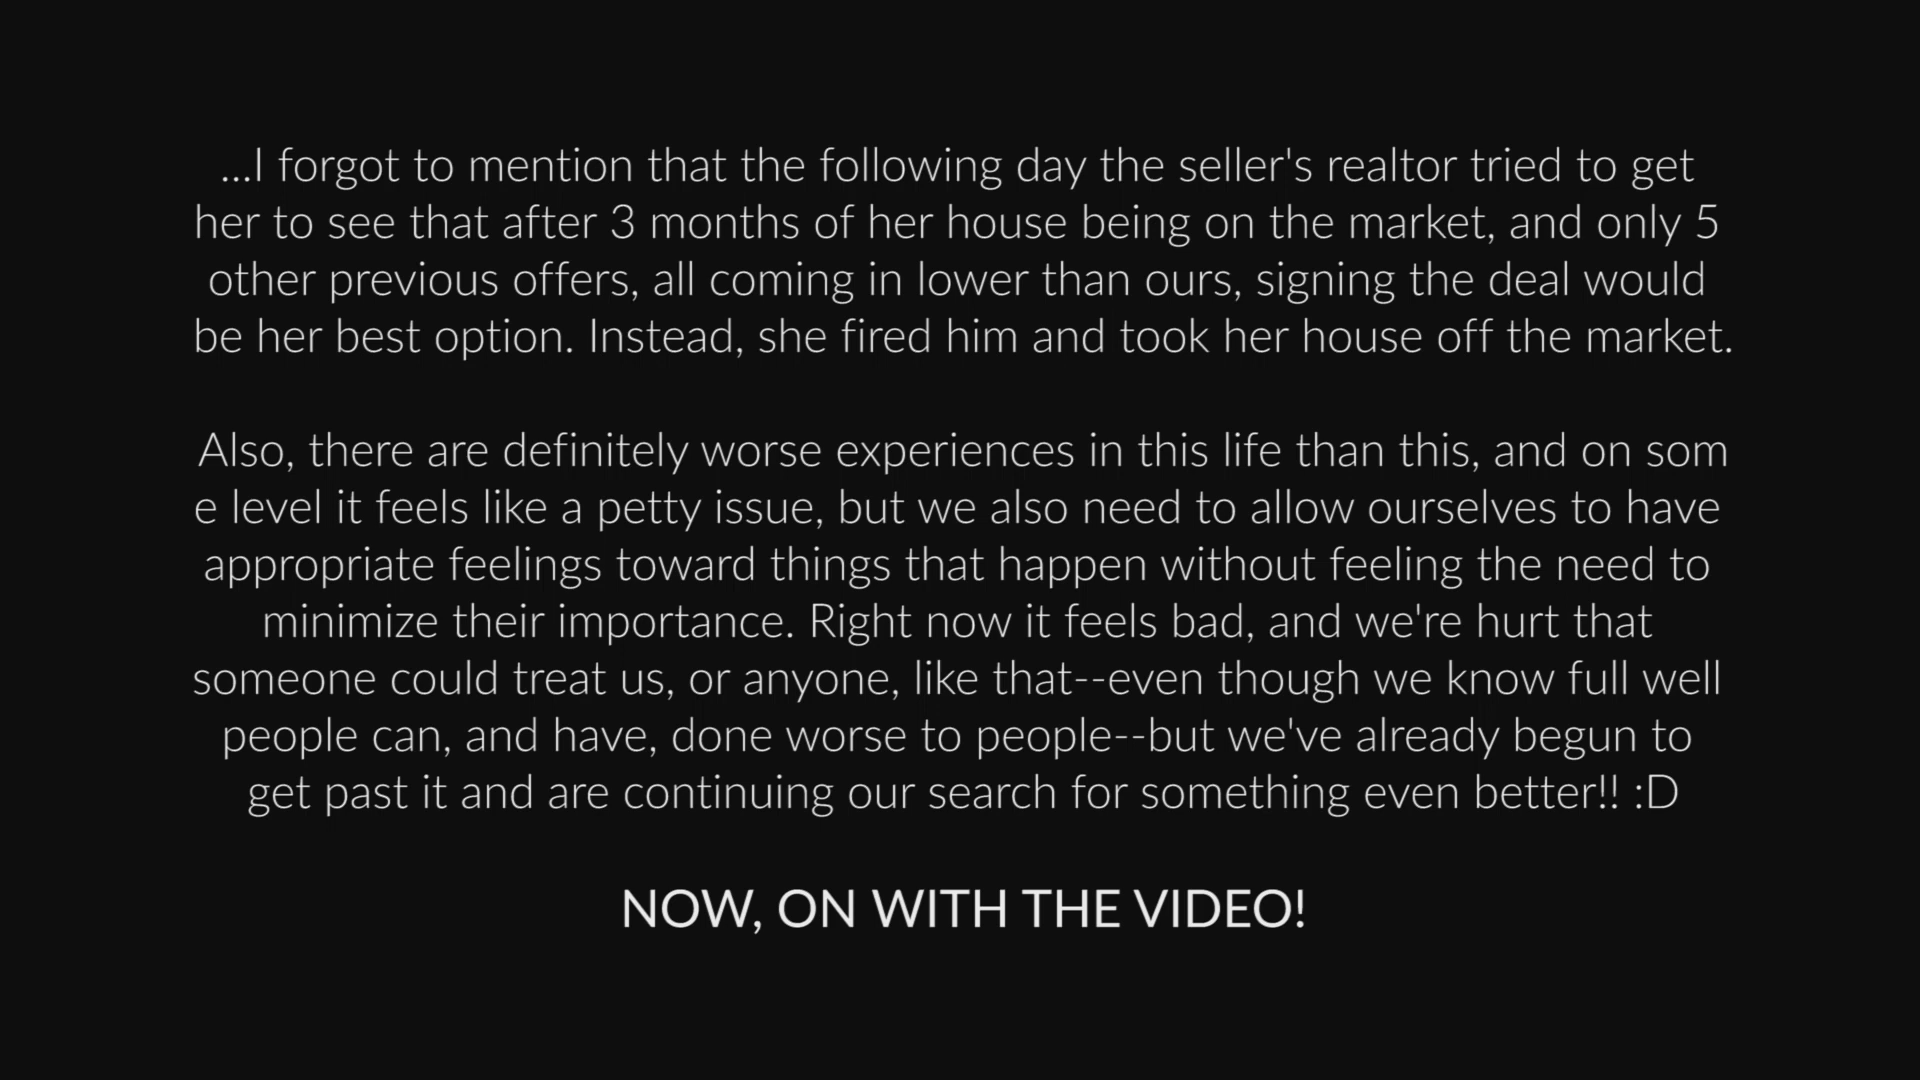 ...I forgot to mention that the following day the seller's realtor tried to get
her to see that after 3 months of her house being on the market, and only 5
other previous offers, all coming in lower than ours, signing the deal would
be her best option. Instead, she fired him and took her house off the market.
Also, there are definitely worse experiences in this life than this, and on som
e level it feels like a petty issue, but we also need to allow ourselves to have
appropriate feelings toward things that happen without feeling the need to
minimize their importance. Right now it feels bad, and we're hurt that
someone could treat us, or anyone, like that--even though we know full well
people can, and have, done worse to people--but we've already begun to
get past it and are continuing our search for something even better!! :D
NOW, ON WITH THE VIDEO!